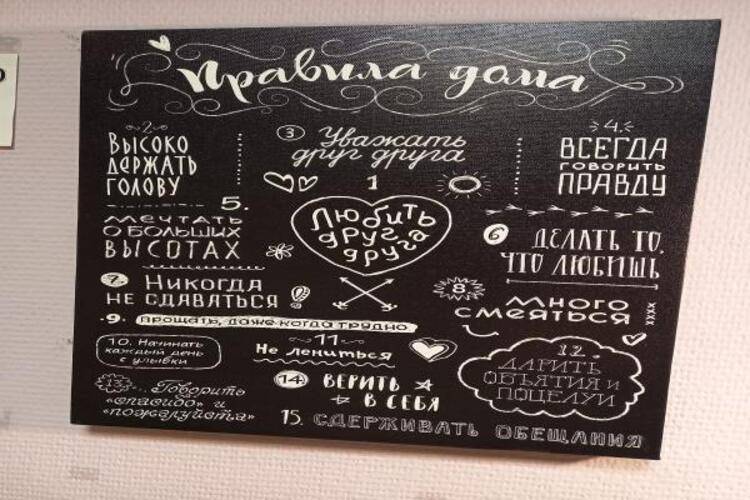 Правила дома
2
Высоко
держать
голову
3 Уважать
друг друга
4.
Всегда
говорить
правду
1
Любить
друг
друга
5.
Мечтать
о больших
высотах
6 Делать то,
что любишь
7. Никогда
не сдаваться
8
Много
смеяться
9. Прощать, даже когда трудно
10. Начинать
каждый день
с улыбки
11
Не лениться
12.
Дарить
объятия и
поцелуи
13. Говорить
«спасибо» и
«пожалуйста»
14 Верить
в себя
15. Сдерживать обещания